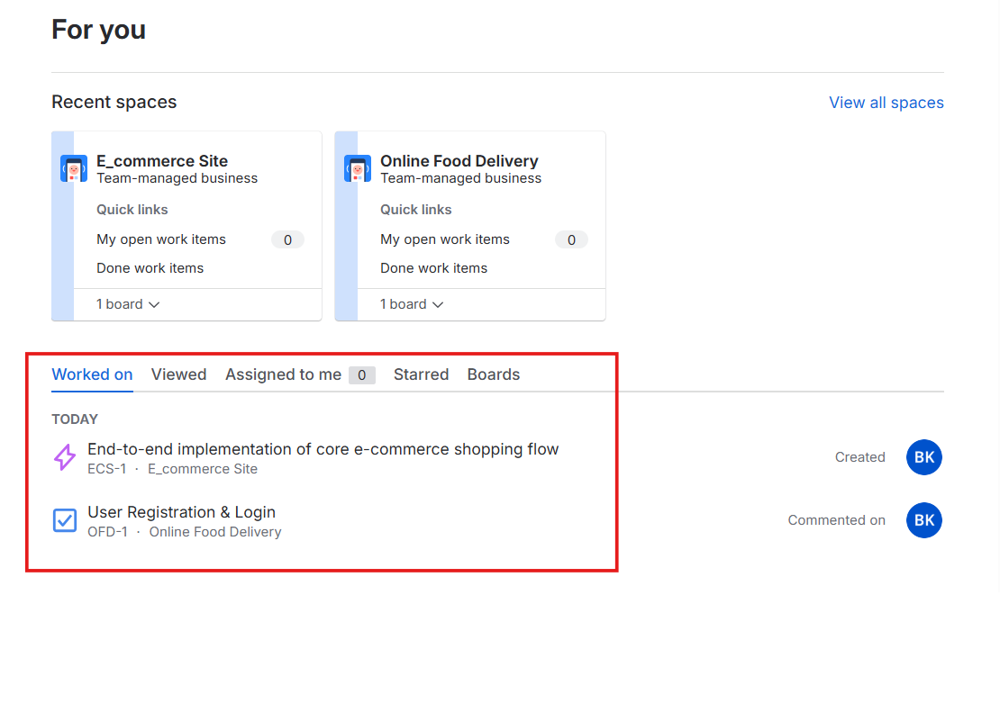 For you
Recent spaces
View all spaces
E_commerce Site
Team-managed business
Quick links
My open work items 0
Done work items
1 board
Online Food Delivery
Team-managed business
Quick links
My open work items 0
Done work items
1 board
Worked on Viewed Assigned to me 0 Starred Boards
TODAY
End-to-end implementation of core e-commerce shopping flow
ECS-1 · E_commerce Site
Created BK
User Registration & Login
OFD-1 · Online Food Delivery
Commented on BK